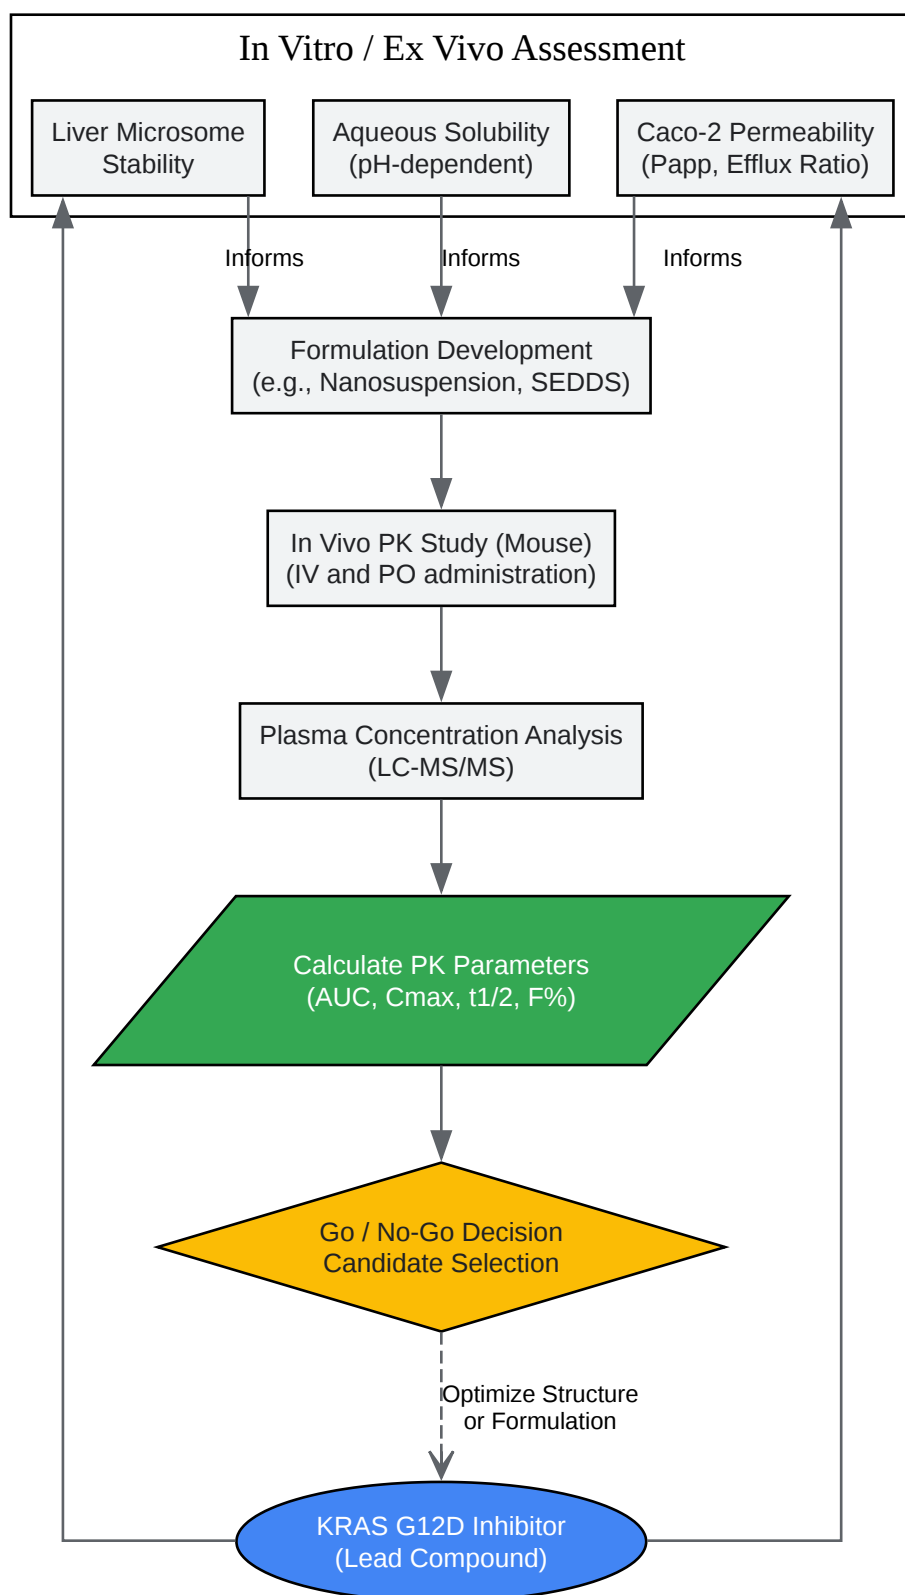 In Vitro / Ex Vivo Assessment
Liver Microsome
Stability
Aqueous Solubility
(pH-dependent)
Caco-2 Permeability
(Papp, Efflux Ratio)
Informs
Informs
Informs
Formulation Development
(e.g., Nanosuspension, SEDDS)
In Vivo PK Study (Mouse)
(IV and PO administration)
Plasma Concentration Analysis
(LC-MS/MS)
Calculate PK Parameters
(AUC, Cmax, t1/2, F%)
Go / No-Go Decision
Candidate Selection
Optimize Structure
or Formulation
KRAS G12D Inhibitor
(Lead Compound)